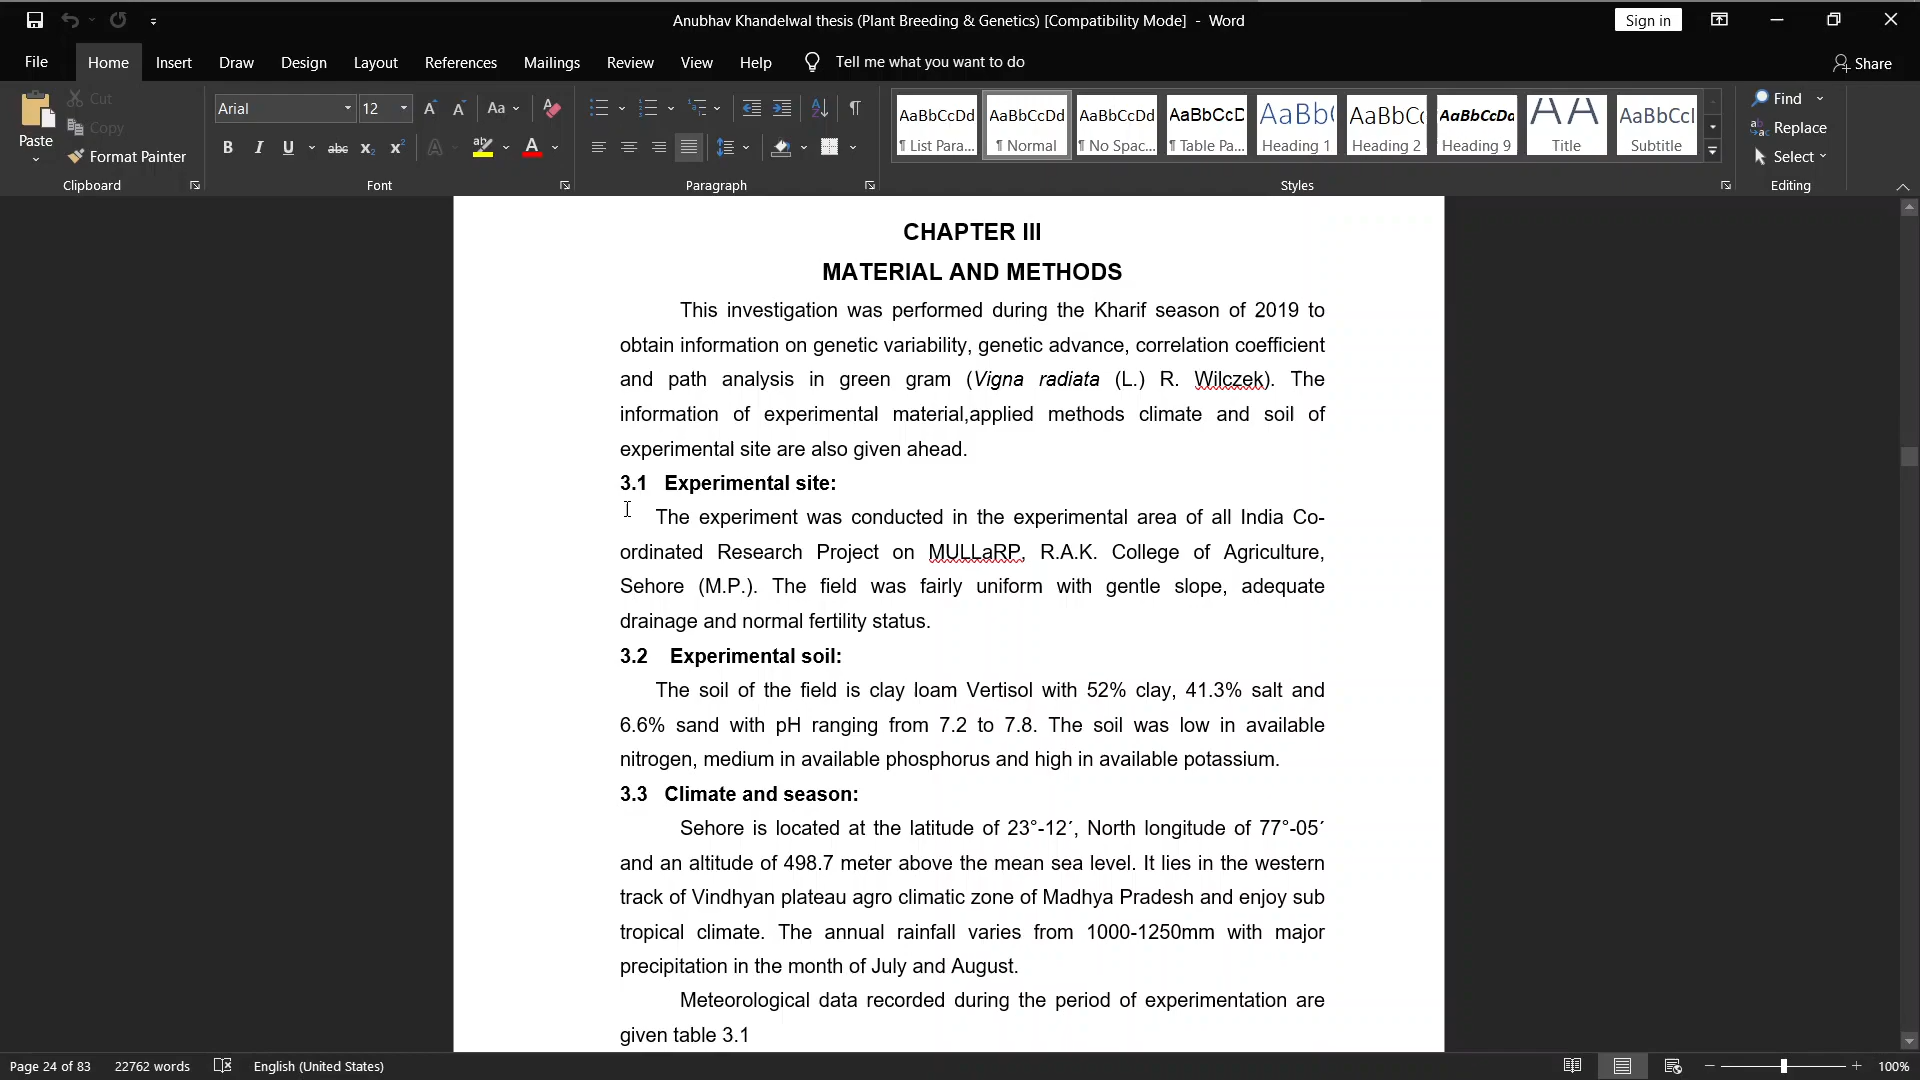 Anubhav Khandelwal thesis (Plant Breeding & Genetics) [Compatibility Mode] - Word
Sign in
File Home Insert Draw Design Layout References Mailings Review View Help Tell me what you want to do
Share
Paste
Cut
Copy
Format Painter
Clipboard
Arial 12
Aa
B I U abc x₂ x²
Font
Paragraph
AaBbCcDd AaBbCcDd AaBbCcDd AaBbCcD AaBb( AaBbC( AaBbCcDd AA AaBbCcI
¶ List Para... ¶ Normal ¶ No Spac... ¶ Table Pa... Heading 1 Heading 2 Heading 9 Title Subtitle
Styles
Find
Replace
Select
Editing
CHAPTER III
MATERIAL AND METHODS
This investigation was performed during the Kharif season of 2019 to
obtain information on genetic variability, genetic advance, correlation coefficient
and path analysis in green gram (Vigna radiata (L.) R. Wilczek). The
information of experimental material,applied methods climate and soil of
experimental site are also given ahead.
3.1 Experimental site:
The experiment was conducted in the experimental area of all India Co-
ordinated Research Project on MULLaRP, R.A.K. College of Agriculture,
Sehore (M.P.). The field was fairly uniform with gentle slope, adequate
drainage and normal fertility status.
3.2 Experimental soil:
The soil of the field is clay loam Vertisol with 52% clay, 41.3% salt and
6.6% sand with pH ranging from 7.2 to 7.8. The soil was low in available
nitrogen, medium in available phosphorus and high in available potassium.
3.3 Climate and season:
Sehore is located at the latitude of 23°-12´, North longitude of 77°-05´
and an altitude of 498.7 meter above the mean sea level. It lies in the western
track of Vindhyan plateau agro climatic zone of Madhya Pradesh and enjoy sub
tropical climate. The annual rainfall varies from 1000-1250mm with major
precipitation in the month of July and August.
Meteorological data recorded during the period of experimentation are
given table 3.1
Page 24 of 83 22762 words English (United States) 100%